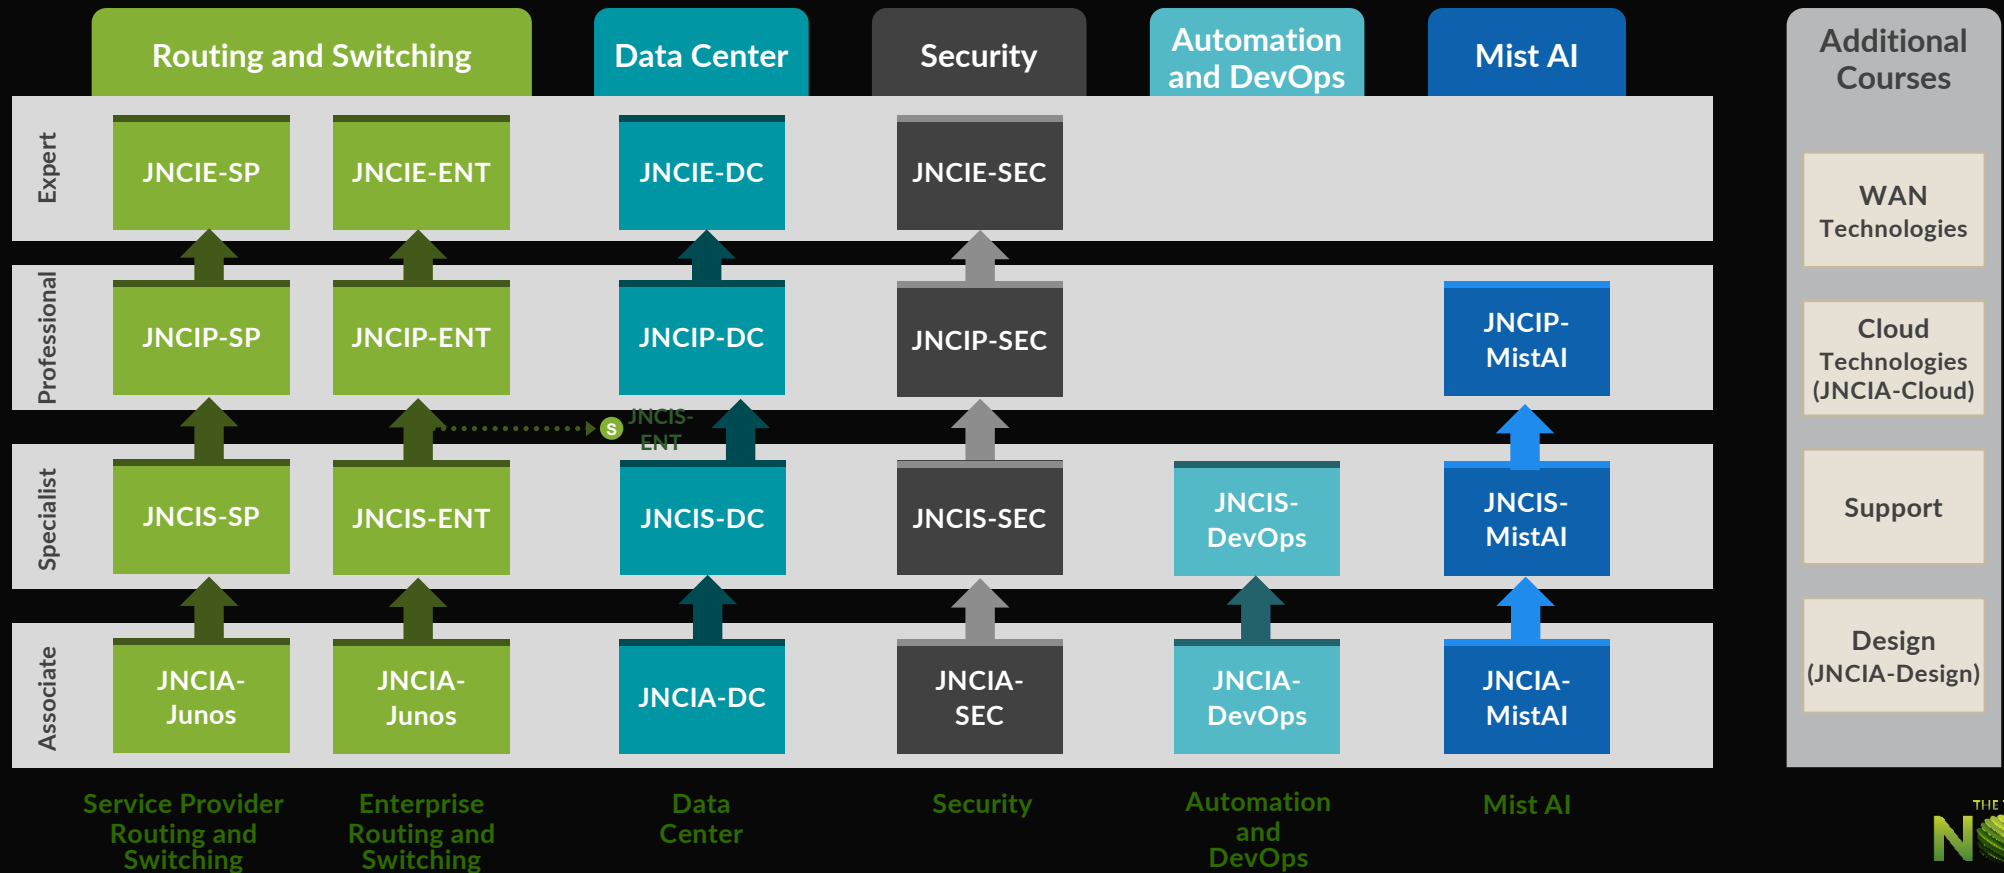 Routing and Switching
Data Center
Security
Automation
and DevOps
Mist AI
Additional
Courses
Expert
JNCIE-SP
JNCIE-ENT
JNCIE-DC
JNCIE-SEC
WAN
Technologies
Professional
JNCIP-SP
JNCIP-ENT
JNCIP-DC
JNCIP-SEC
JNCIP-
MistAI
Cloud
Technologies
(JNCIA-Cloud)
S
JNCIS-
ENT
Specialist
JNCIS-SP
JNCIS-ENT
JNCIS-DC
JNCIS-SEC
JNCIS-
DevOps
JNCIS-
MistAI
Support
Associate
JNCIA-
Junos
JNCIA-
Junos
JNCIA-DC
JNCIA-
SEC
JNCIA-
DevOps
JNCIA-
MistAI
Design
(JNCIA-Design)
Service Provider
Routing and
Switching
Enterprise
Routing and
Switching
Data
Center
Security
Automation
and
DevOps
Mist AI
THE